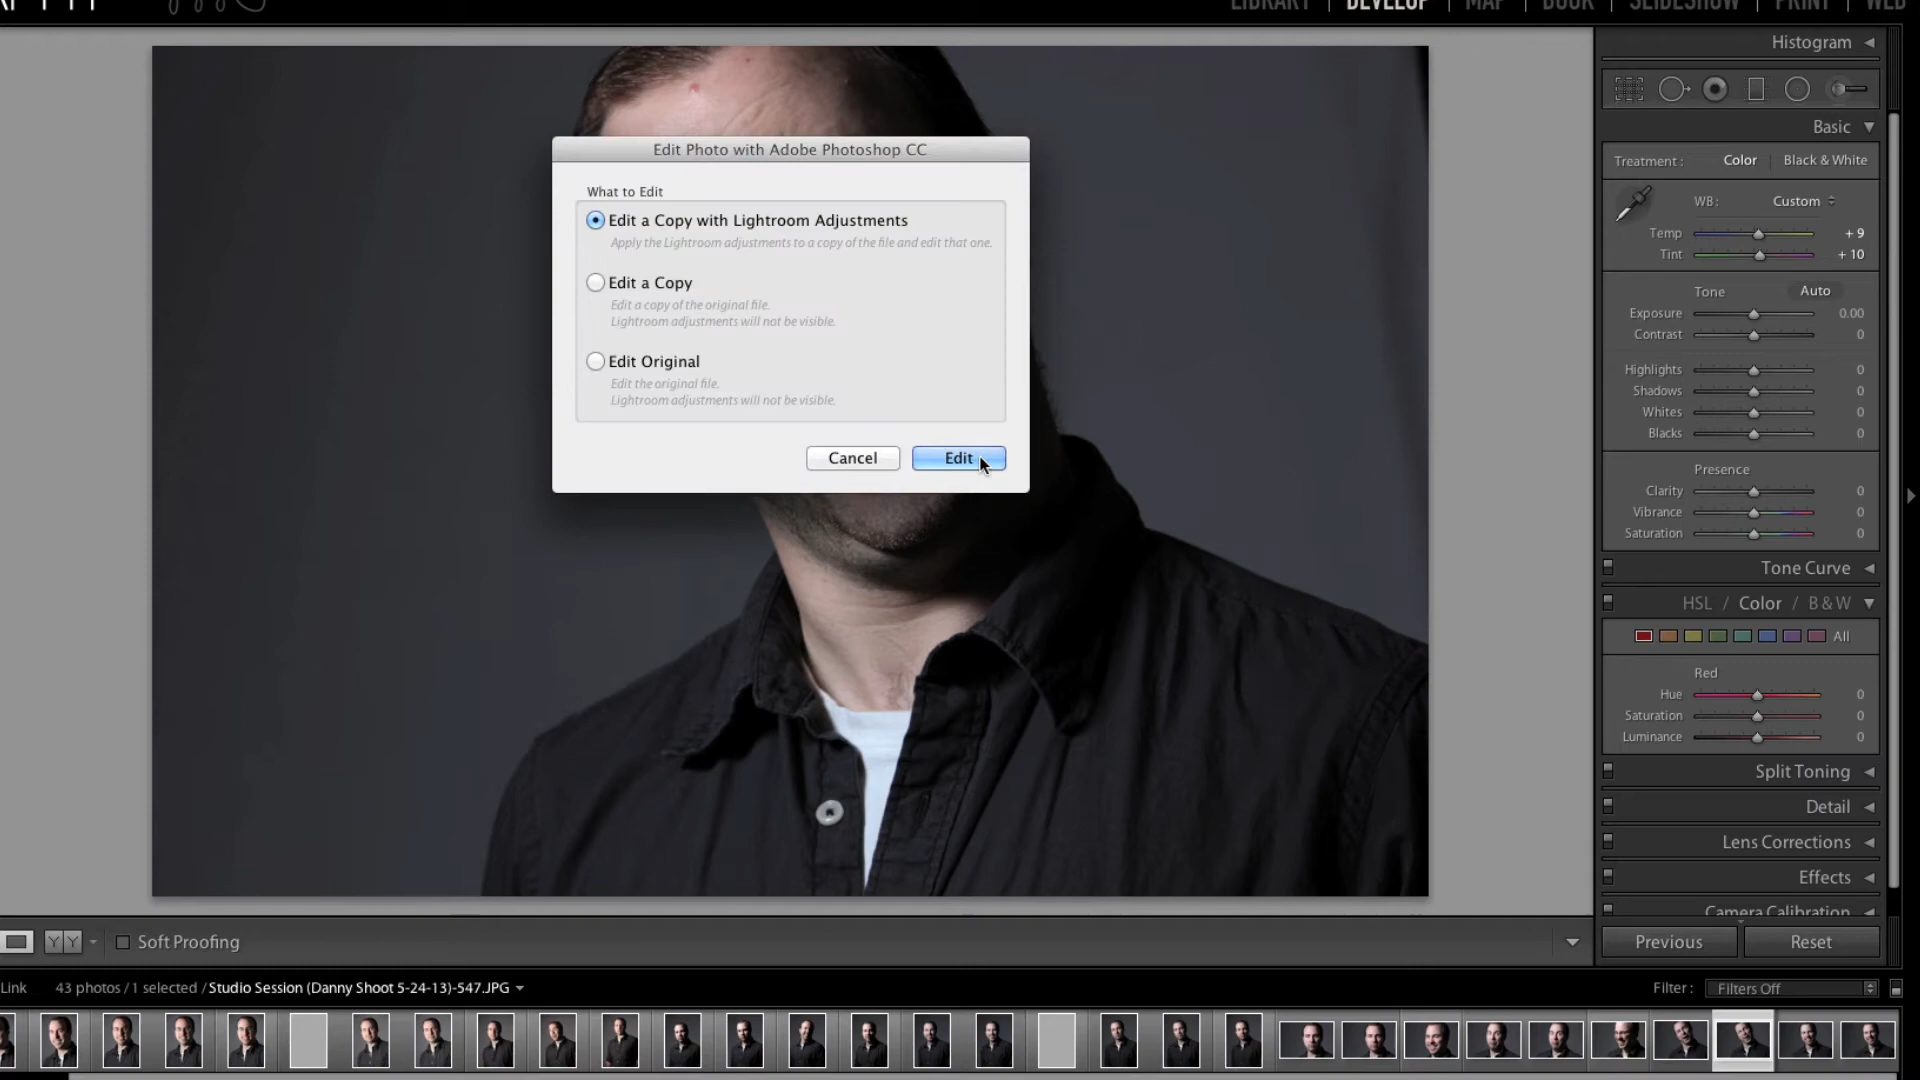 LIBRARY | DEVELOP | MAP | BOOK | SLIDESHOW | PRINT | WEB
Histogram
Basic
Treatment : Color | Black & White
WB: Custom
Temp + 9
Tint + 10
Tone Auto
Exposure 0.00
Contrast 0
Highlights 0
Shadows 0
Whites 0
Blacks 0
Presence
Clarity 0
Vibrance 0
Saturation 0
Tone Curve
HSL / Color / B & W
All
Red
Hue 0
Saturation 0
Luminance 0
Split Toning
Detail
Lens Corrections
Effects
Camera Calibration
Previous Reset
Edit Photo with Adobe Photoshop CC
What to Edit
Edit a Copy with Lightroom Adjustments
Apply the Lightroom adjustments to a copy of the file and edit that one.
Edit a Copy
Edit a copy of the original file.
Lightroom adjustments will not be visible.
Edit Original
Edit the original file.
Lightroom adjustments will not be visible.
Cancel Edit
YY Soft Proofing
Link 43 photos / 1 selected / Studio Session (Danny Shoot 5-24-13)-547.JPG
Filter : Filters Off